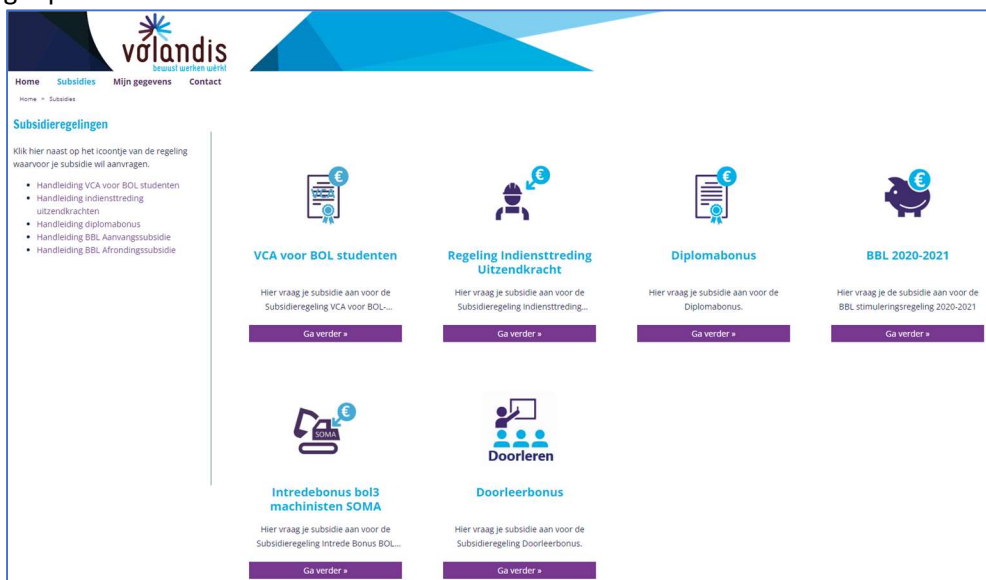 volandis
bewust werken wérkt
Home Subsidies Mijn gegevens Contact
Home > Subsidies
Subsidieregelingen
Klik hier naast op het icoontje van de regeling
waarvoor je subsidie wil aanvragen.
• Handleiding VCA voor BOL studenten
• Handleiding indiensttreding
uitzendkrachten
• Handleiding diplomabonus
• Handleiding BBL Aanvangssubsidie
• Handleiding BBL Afrondingssubsidie
VCA
€
€
€
€
VCA voor BOL studenten
Hier vraag je subsidie aan voor de
Subsidieregeling VCA voor BOL-...
Ga verder »
Regeling Indiensttreding
Uitzendkracht
Hier vraag je subsidie aan voor de
Subsidieregeling Indiensttreding...
Ga verder »
Diplomabonus
Hier vraag je subsidie aan voor de
Diplomabonus.
Ga verder »
BBL 2020-2021
Hier vraag je de subsidie aan voor de
BBL stimuleringsregeling 2020-2021
Ga verder »
€
SOMA
Intredebonus bol3
machinisten SOMA
Hier vraag je subsidie aan voor de
Subsidieregeling Intrede Bonus BOL...
Ga verder »
Doorleren
Doorleerbonus
Hier vraag je subsidie aan voor de
Subsidieregeling Doorleerbonus.
Ga verder »